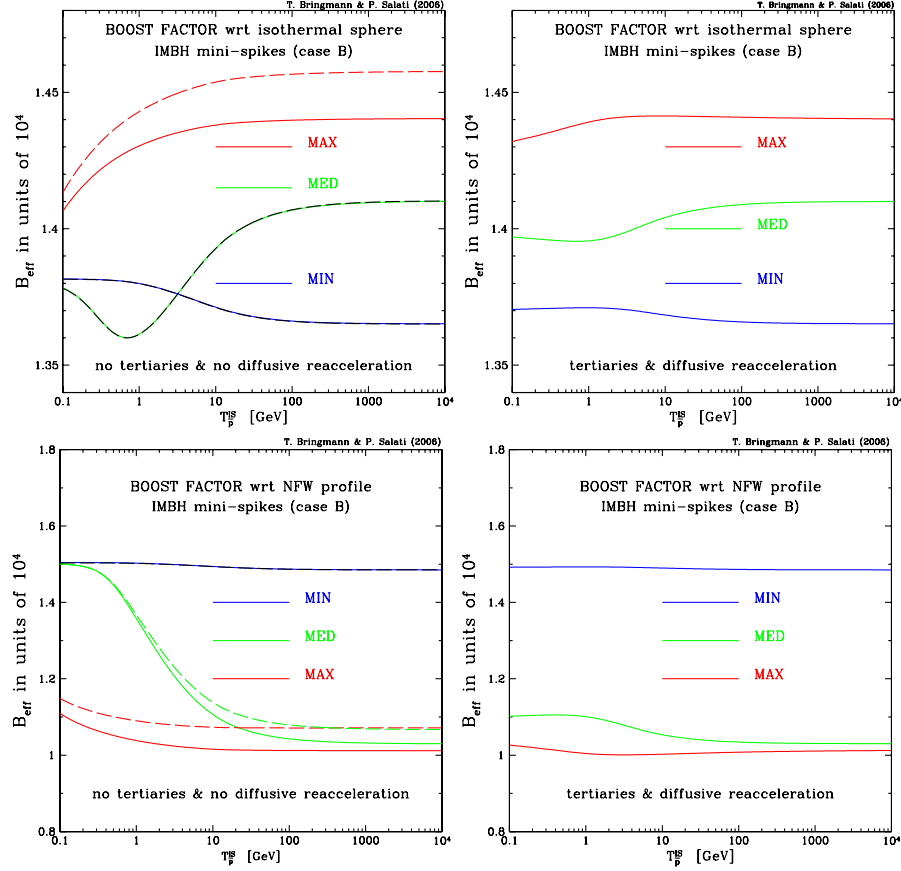 T. Bringmann & P. Salati (2006)
BOOST FACTOR wrt isothermal sphere
IMBH mini-spikes (case B)
B_eff in units of 10^4
1.45
1.4
1.35
MAX
MED
MIN
no tertiaries & no diffusive reacceleration
0.1 1 10 100 1000 10^4
T_p̅^IS [GeV]
T. Bringmann & P. Salati (2006)
BOOST FACTOR wrt isothermal sphere
IMBH mini-spikes (case B)
B_eff in units of 10^4
1.45
1.4
1.35
MAX
MED
MIN
tertiaries & diffusive reacceleration
0.1 1 10 100 1000 10^4
T_p̅^IS [GeV]
T. Bringmann & P. Salati (2006)
BOOST FACTOR wrt NFW profile
IMBH mini-spikes (case B)
B_eff in units of 10^4
1.8
1.6
1.4
1.2
1
0.8
MIN
MED
MAX
no tertiaries & no diffusive reacceleration
0.1 1 10 100 1000 10^4
T_p̅^IS [GeV]
T. Bringmann & P. Salati (2006)
BOOST FACTOR wrt NFW profile
IMBH mini-spikes (case B)
B_eff in units of 10^4
1.8
1.6
1.4
1.2
1
0.8
MIN
MED
MAX
tertiaries & diffusive reacceleration
0.1 1 10 100 1000 10^4
T_p̅^IS [GeV]